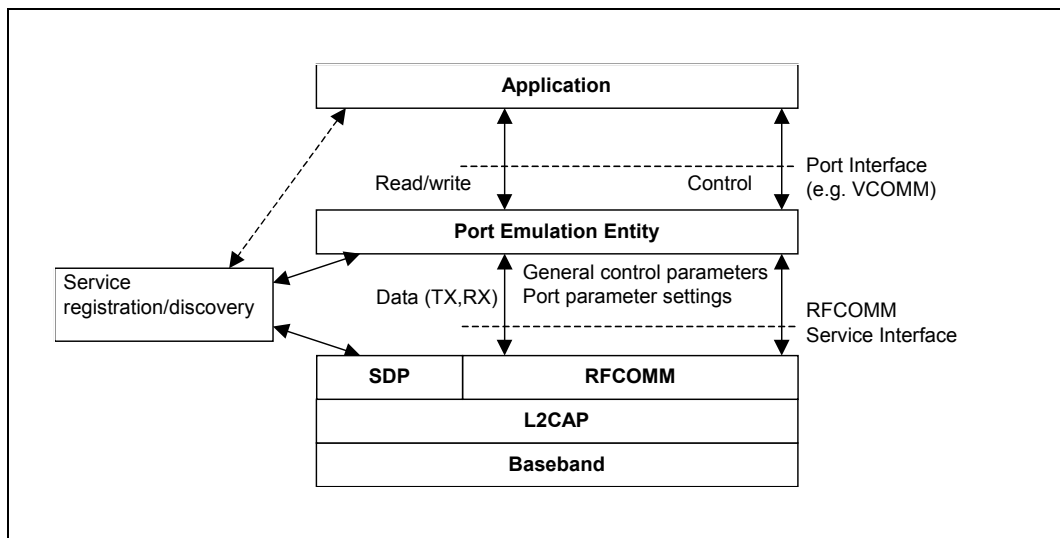 Application
Port Interface
(e.g. VCOMM)
Read/write
Control
Port Emulation Entity
Service
registration/discovery
General control parameters
Port parameter settings
Data (TX,RX)
RFCOMM
Service Interface
SDP
RFCOMM
L2CAP
Baseband